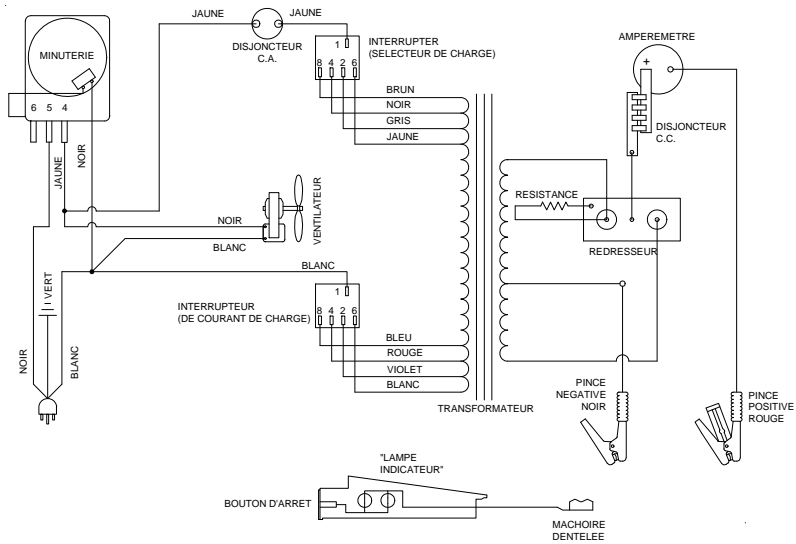 JAUNE
JAUNE
DISJONCTEUR
C.A.
MINUTERIE
6 5 4
1
8 4 2 6
INTERRUPTER
(SELECTEUR DE CHARGE)
AMPEREMETRE
+
DISJONCTEUR
C.C.
BRUN
NOIR
GRIS
JAUNE
NOIR
JAUNE
VENTILATEUR
NOIR
BLANC
RESISTANCE
REDRESSEUR
BLANC
VERT
NOIR
BLANC
INTERRUPTEUR
(DE COURANT DE CHARGE)
1
8 4 2 6
BLEU
ROUGE
VIOLET
BLANC
TRANSFORMATEUR
PINCE
NEGATIVE
NOIR
PINCE
POSITIVE
ROUGE
"LAMPE
INDICATEUR"
BOUTON D'ARRET
MACHOIRE
DENTELEE